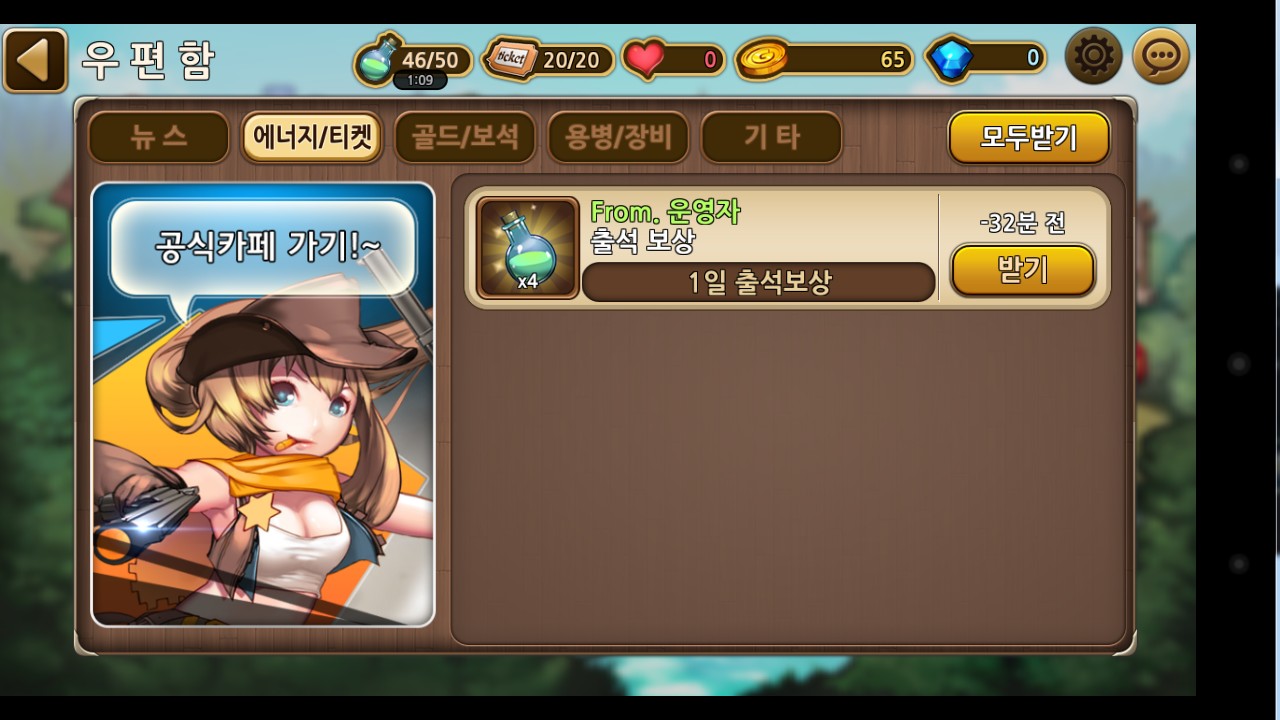 우편함
46/50
1:09
ticket
20/20
0
65
0
뉴스
에너지/티켓
골드/보석
용병/장비
기타
모두받기
공식카페 가기!~
x4
From. 운영자
출석 보상
1일 출석보상
-32분 전
받기